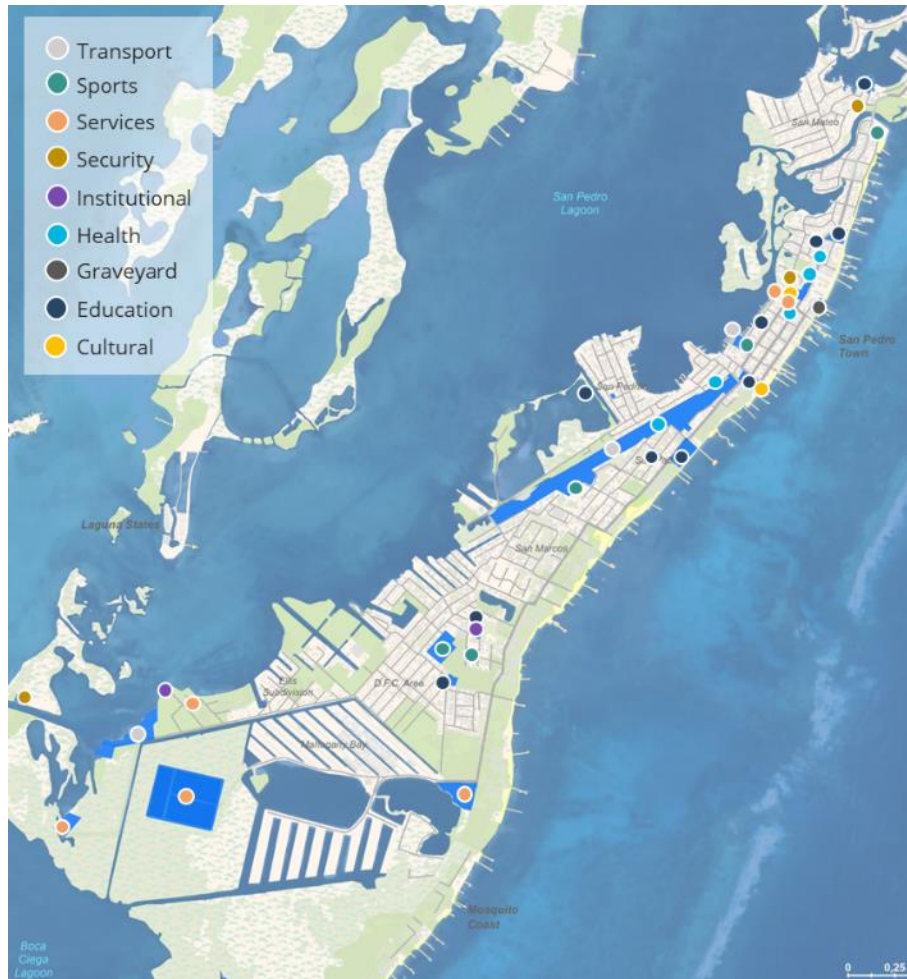 Transport
Sports
Services
Security
Institutional
Health
Graveyard
Education
Cultural
San Mateo
San Pedro
Lagoon
San Pedro
Town
San Pedro
Laguna States
San Marcos
Elits
Subdivision
D.F.C. Area
Mahogany Bay
Mosquito
Coast
Boca
Ciega
Lagoon
0
0,25